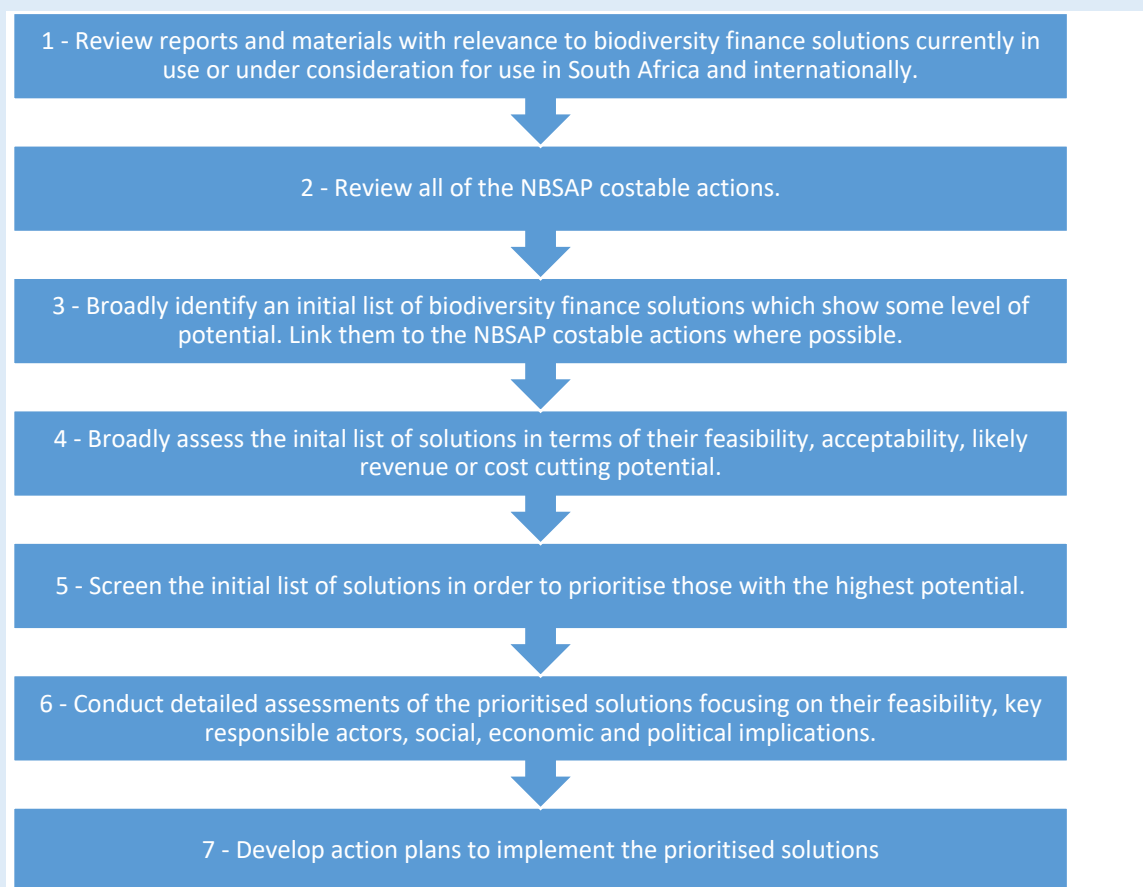 1 - Review reports and materials with relevance to biodiversity finance solutions currently in
use or under consideration for use in South Africa and internationally.
2 - Review all of the NBSAP costable actions.
3 - Broadly identify an initial list of biodiversity finance solutions which show some level of
potential. Link them to the NBSAP costable actions where possible.
4 - Broadly assess the inital list of solutions in terms of their feasibility, acceptability, likely
revenue or cost cutting potential.
5 - Screen the initial list of solutions in order to prioritise those with the highest potential.
6 - Conduct detailed assessments of the prioritised solutions focusing on their feasibility, key
responsible actors, social, economic and political implications.
7 - Develop action plans to implement the prioritised solutions